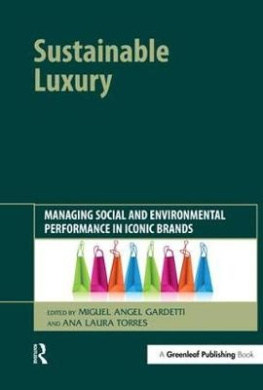 Sustainable
Luxury
MANAGING SOCIAL AND ENVIRONMENTAL
PERFORMANCE IN ICONIC BRANDS
EDITED BY MIGUEL ANGEL GARDETTI
AND ANA LAURA TORRES
A Greenleaf Publishing Book
Routledge